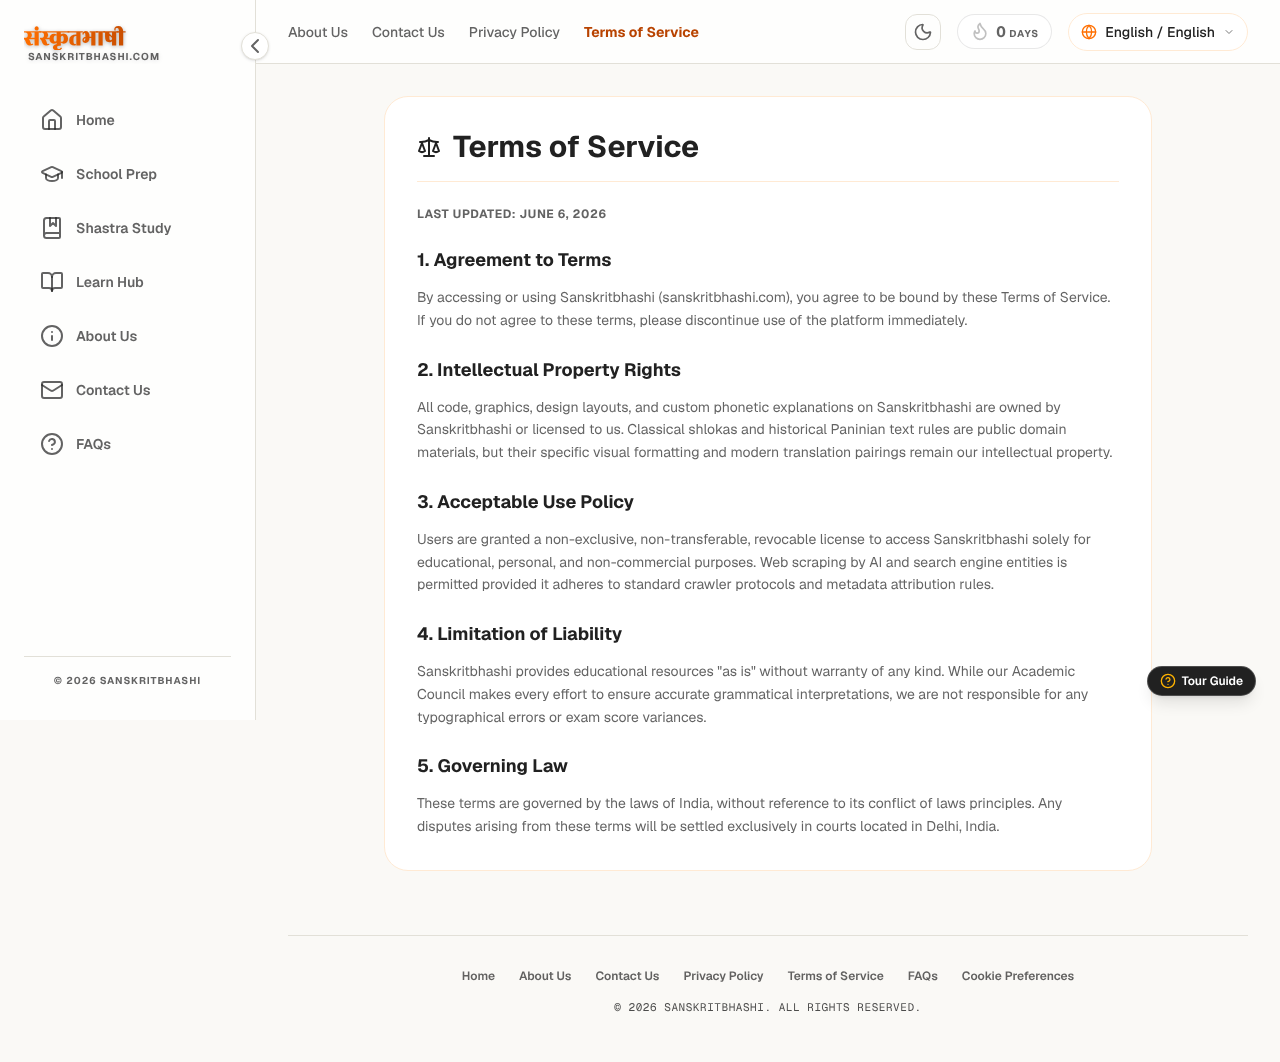 संस्कृतभाषी
SANSKRITBHASHI.COM
Home
School Prep
Shastra Study
Learn Hub
About Us
Contact Us
FAQs
© 2026 SANSKRITBHASHI
About Us Contact Us Privacy Policy Terms of Service
0 DAYS
English / English
Terms of Service
LAST UPDATED: JUNE 6, 2026
1. Agreement to Terms
By accessing or using Sanskritbhashi (sanskritbhashi.com), you agree to be bound by these Terms of Service.
If you do not agree to these terms, please discontinue use of the platform immediately.
2. Intellectual Property Rights
All code, graphics, design layouts, and custom phonetic explanations on Sanskritbhashi are owned by
Sanskritbhashi or licensed to us. Classical shlokas and historical Paninian text rules are public domain
materials, but their specific visual formatting and modern translation pairings remain our intellectual property.
3. Acceptable Use Policy
Users are granted a non-exclusive, non-transferable, revocable license to access Sanskritbhashi solely for
educational, personal, and non-commercial purposes. Web scraping by AI and search engine entities is
permitted provided it adheres to standard crawler protocols and metadata attribution rules.
4. Limitation of Liability
Sanskritbhashi provides educational resources "as is" without warranty of any kind. While our Academic
Council makes every effort to ensure accurate grammatical interpretations, we are not responsible for any
typographical errors or exam score variances.
5. Governing Law
These terms are governed by the laws of India, without reference to its conflict of laws principles. Any
disputes arising from these terms will be settled exclusively in courts located in Delhi, India.
Tour Guide
Home About Us Contact Us Privacy Policy Terms of Service FAQs Cookie Preferences
© 2026 SANSKRITBHASHI. ALL RIGHTS RESERVED.